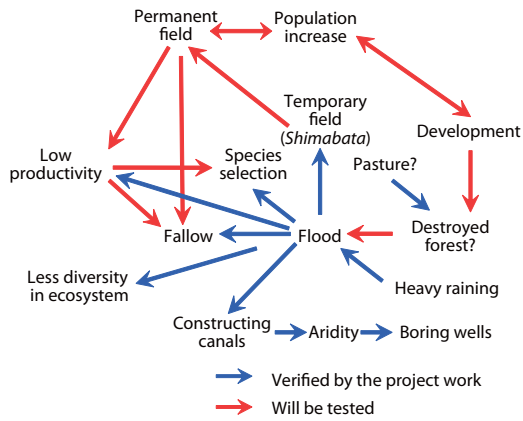 Permanent
field
Population
increase
Temporary
field
(Shimabata)
Development
Low
productivity
Species
selection
Pasture?
Fallow
Flood
Destroyed
forest?
Less diversity
in ecosystem
Heavy raining
Constructing
canals
Aridity
Boring wells
Verified by the project work
Will be tested